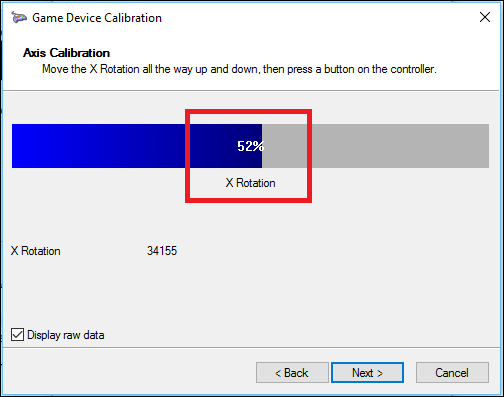 Game Device Calibration
Axis Calibration
Move the X Rotation all the way up and down, then press a button on the controller.
52%
X Rotation
X Rotation 34155
Display raw data
< Back Next > Cancel